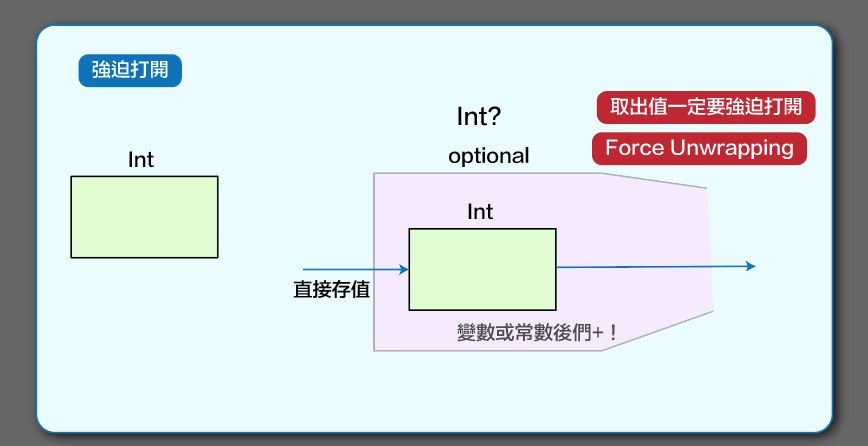 強迫打開
Int?
取出值一定要強迫打開
optional
Force Unwrapping
Int
Int
直接存值
變數或常數後們+！